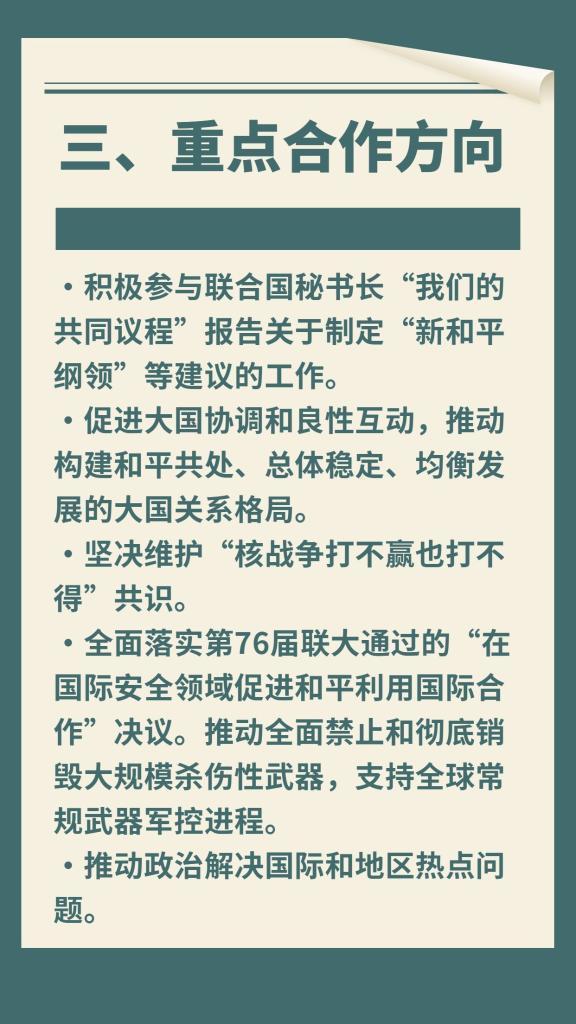 三、重点合作方向
·积极参与联合国秘书长“我们的
共同议程”报告关于制定“新和平
纲领”等建议的工作。
·促进大国协调和良性互动，推动
构建和平共处、总体稳定、均衡发
展的大国关系格局。
·坚决维护“核战争打不赢也打不
得”共识。
·全面落实第76届联大通过的“在
国际安全领域促进和平利用国际合
作”决议。推动全面禁止和彻底销
毁大规模杀伤性武器，支持全球常
规武器军控进程。
·推动政治解决国际和地区热点问
题。